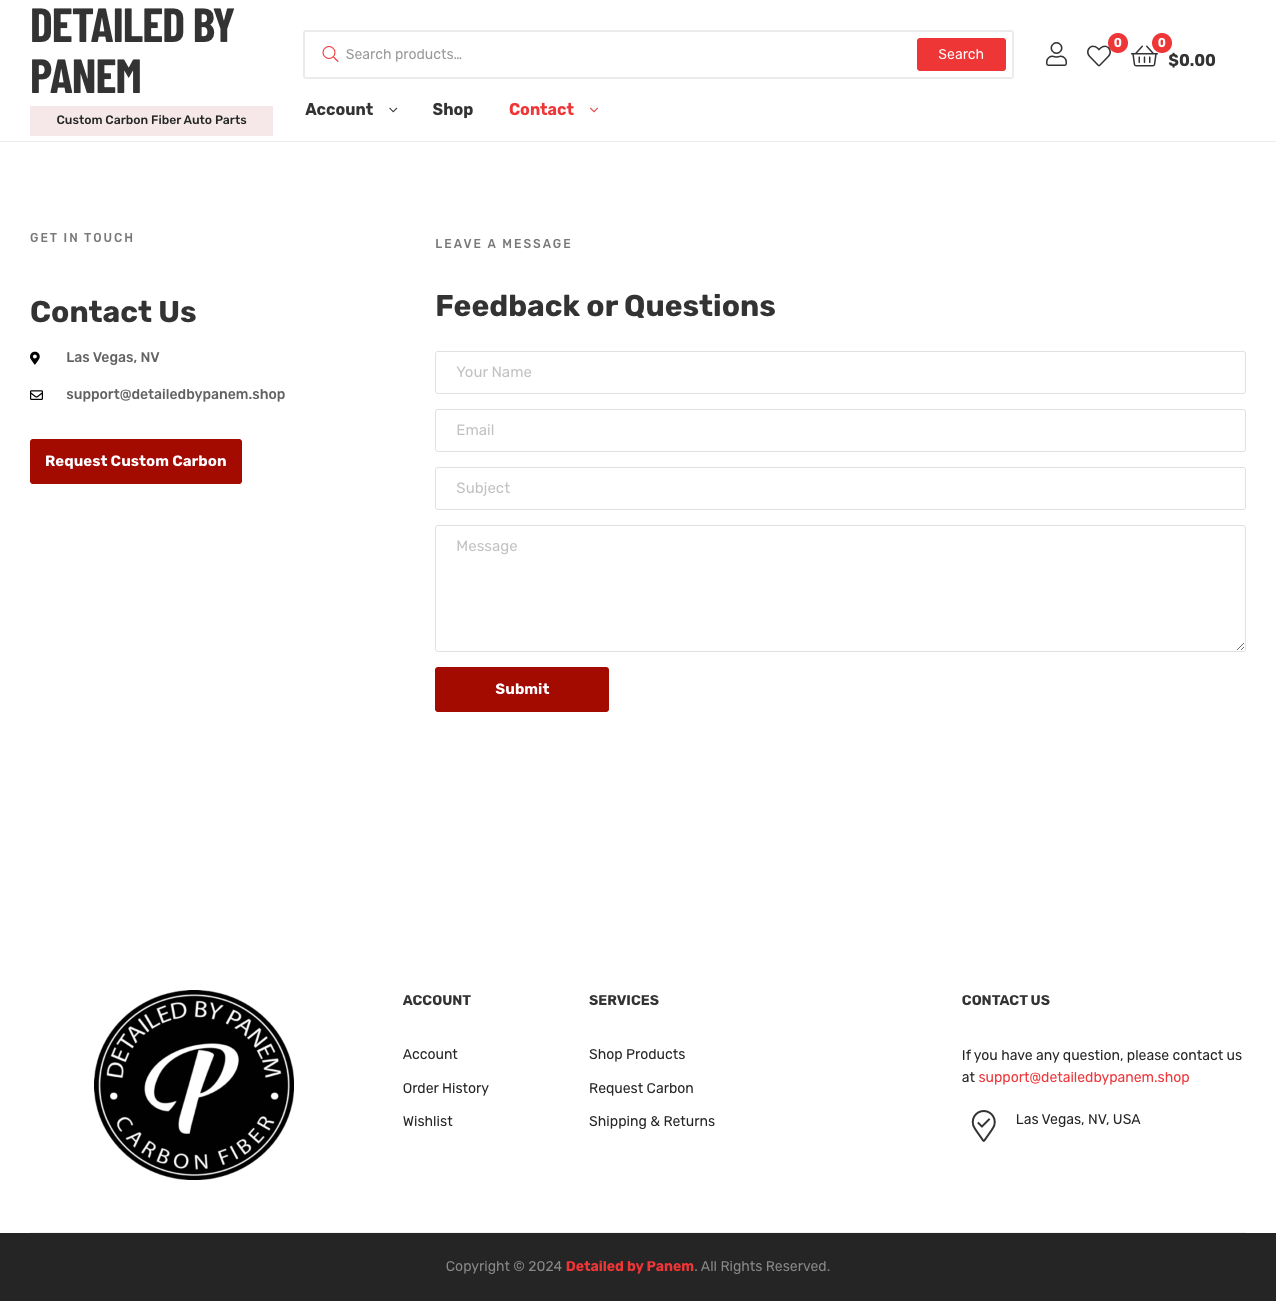 DETAILED BY
PANEM
Custom Carbon Fiber Auto Parts
Search products…
Search
0
0
$0.00
Account
Shop
Contact
GET IN TOUCH
Contact Us
Las Vegas, NV
support@detailedbypanem.shop
Request Custom Carbon
LEAVE A MESSAGE
Feedback or Questions
Your Name
Email
Subject
Message
Submit
DETAILED BY PANEM
P
CARBON FIBER
ACCOUNT
Account
Order History
Wishlist
SERVICES
Shop Products
Request Carbon
Shipping & Returns
CONTACT US
If you have any question, please contact us
at support@detailedbypanem.shop
Las Vegas, NV, USA
Copyright © 2024 Detailed by Panem. All Rights Reserved.